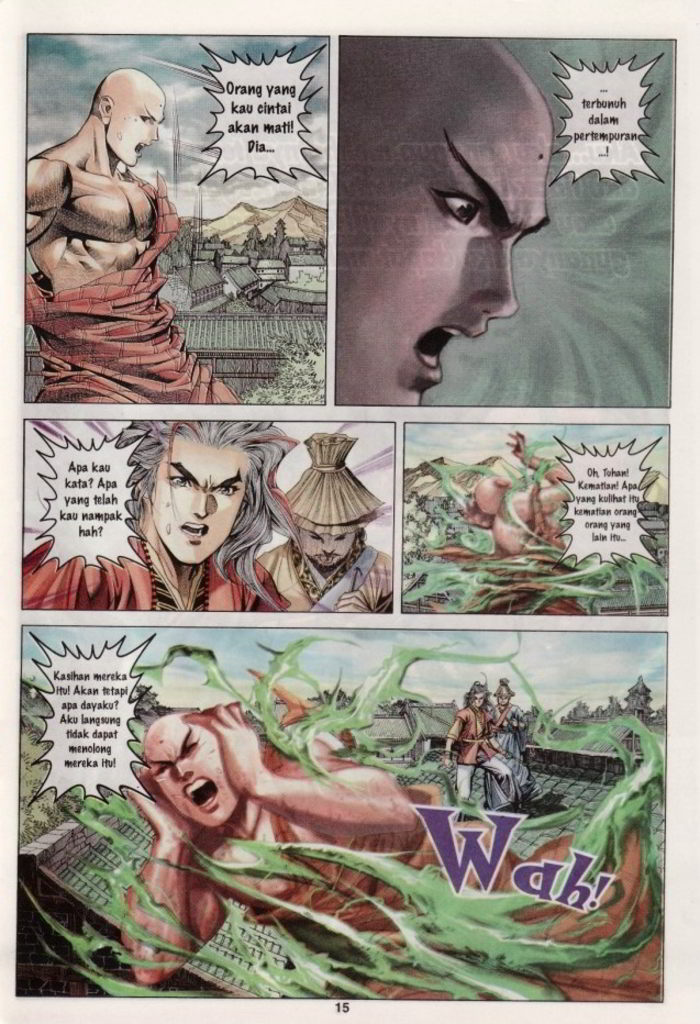 Orang yang
kau cintai
akan mati!
Dia...
...
terbunuh
dalam
pertempuran
...!
Apa kau
kata? Apa
yang telah
kau nampak
hah?
Oh, Tuhan!
Kematian! Apa
yang kulihat itu
kematian orang
orang yang
lain itu...
Kasihan mereka
itu! Akan tetapi
apa dayaku?
Aku langsung
tidak dapat
menolong
mereka itu!
Wah!
15